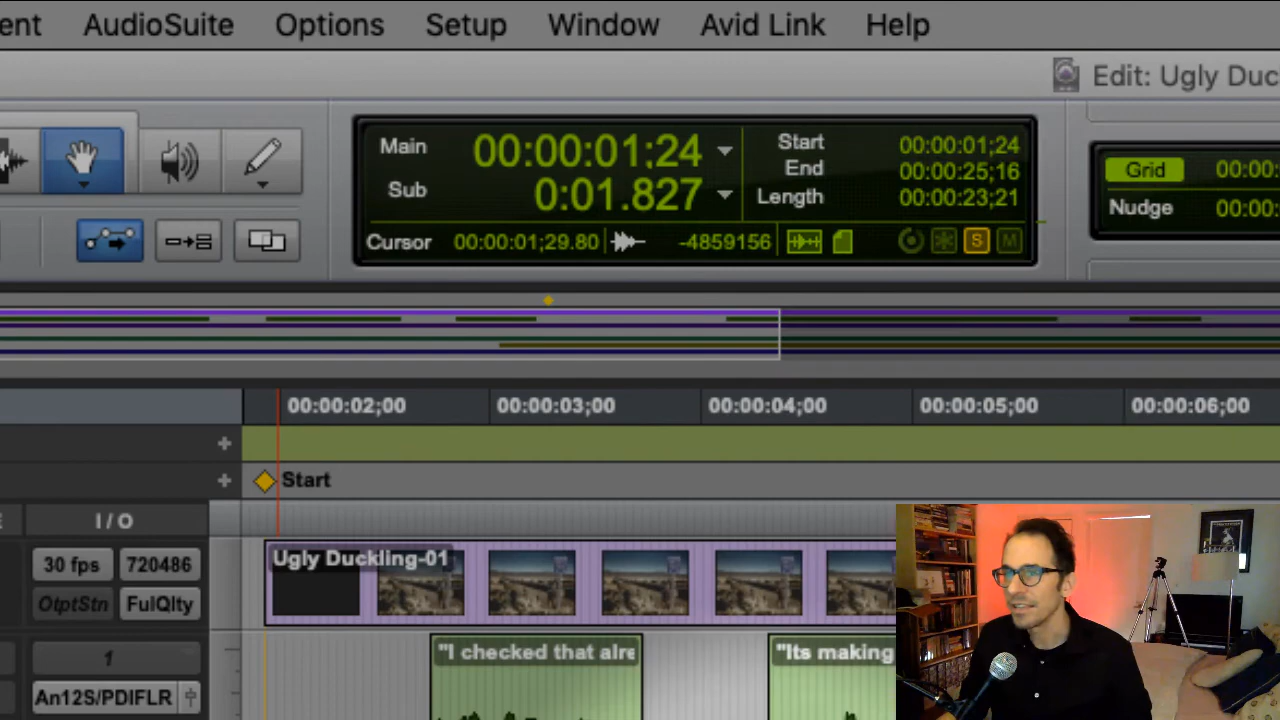 ent AudioSuite Options Setup Window Avid Link Help
Edit: Ugly Duc
Main 00:00:01;24
Sub 0:01.827
Start 00:00:01;24
End 00:00:25;16
Length 00:00:23;21
Cursor 00:00:01;29.80 -4859156 S M
Grid 00:00:
Nudge 00:00:
00:00:02;00 00:00:03;00 00:00:04;00 00:00:05;00 00:00:06;00
+
+ Start
E I / O
30 fps 720486
OtptStn FulQlty
Ugly Duckling-01
1
An12S/PDIFLR
"I checked that alre
"Its making